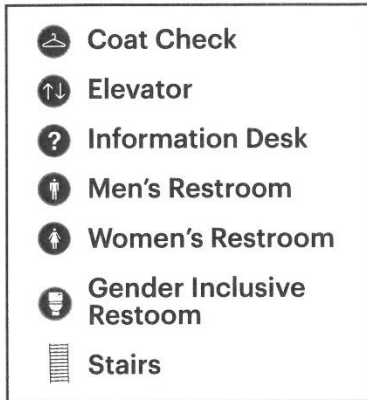 Coat Check
↑↓ Elevator
? Information Desk
Men's Restroom
Women's Restroom
Gender Inclusive
Restoom
Stairs